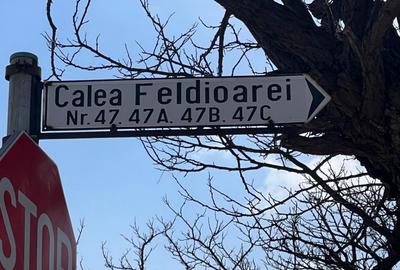 Calea Feldioarei
Nr. 47, 47A. 47B. 47C
STOP